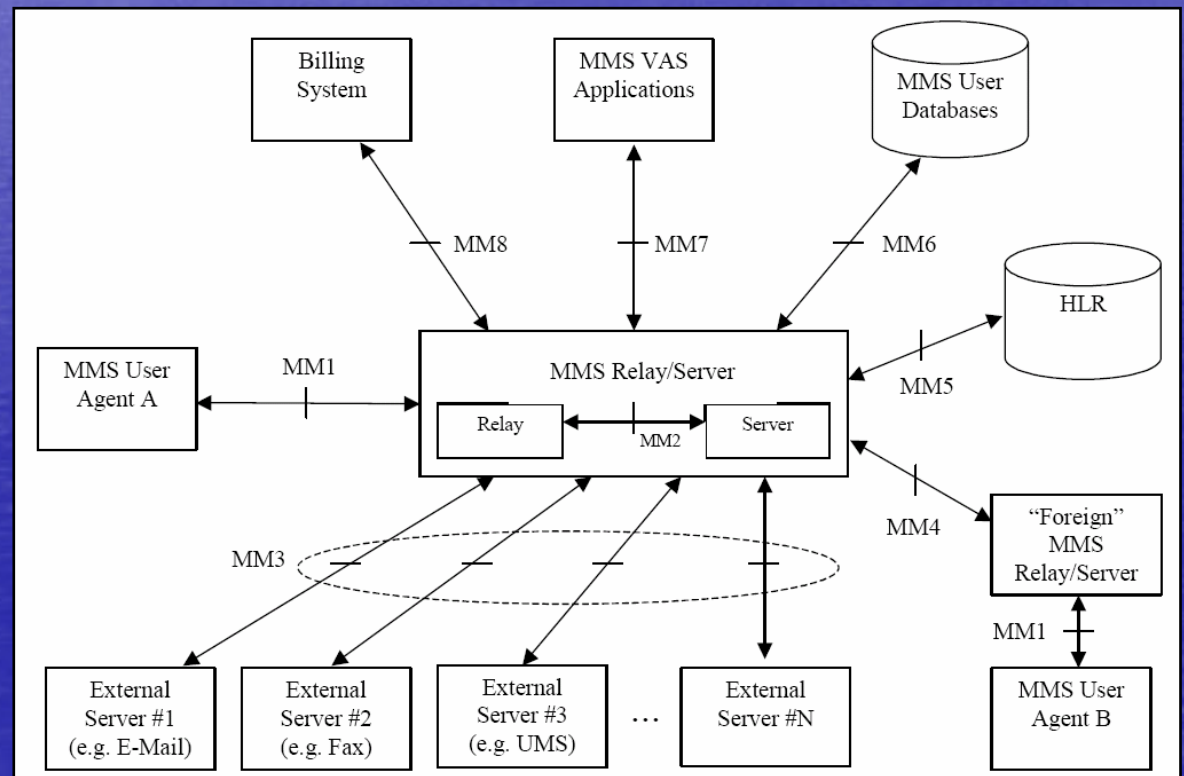 Billing
System
MMS VAS
Applications
MMS User
Databases
MM8
MM7
MM6
HLR
MMS User
Agent A
MM1
MMS Relay/Server
MM5
Relay
MM2
Server
MM4
“Foreign”
MMS
Relay/Server
MM3
MM1
External
Server #1
(e.g. E-Mail)
External
Server #2
(e.g. Fax)
External
Server #3
(e.g. UMS)
…
External
Server #N
MMS User
Agent B